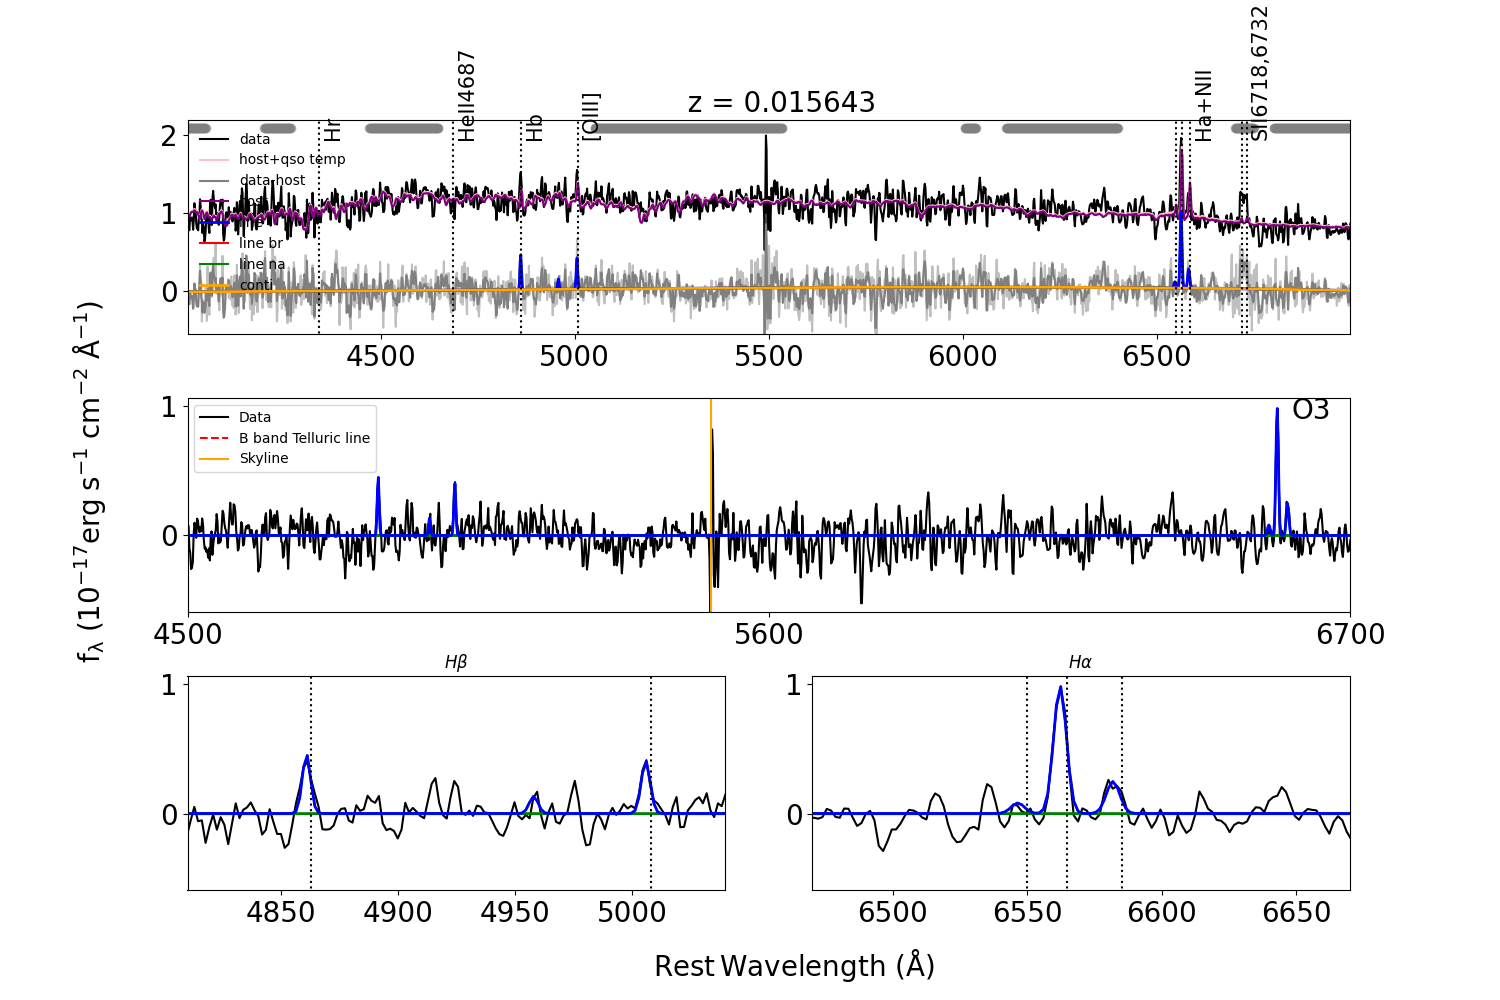 z = 0.015643
Hr
HeII4687
Hb
[OIII]
Ha+NII
SII6718,6732
2
1
0
data
host+qso temp
data-host
line br
line na
conti
4500 5000 5500 6000 6500
fλ (10⁻¹⁷erg s⁻¹ cm⁻² Å⁻¹)
1
0
Data
B band Telluric line
Skyline
O3
4500 5600 6700
Hβ
1
0
4850 4900 4950 5000
Hα
1
0
6500 6550 6600 6650
Rest Wavelength (Å)